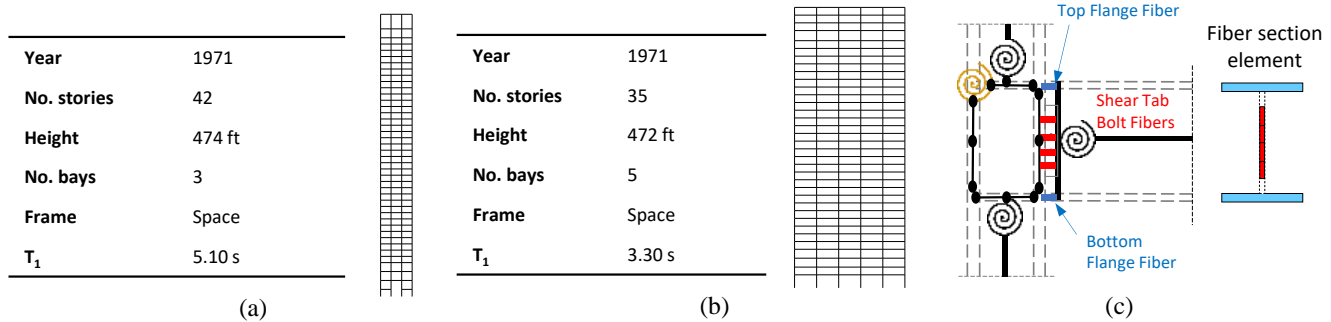 Year 1971
No. stories 42
Height 474 ft
No. bays 3
Frame Space
T1 5.10 s
(a)
Year 1971
No. stories 35
Height 472 ft
No. bays 5
Frame Space
T1 3.30 s
(b)
Top Flange Fiber
Fiber section
element
Shear Tab
Bolt Fibers
Bottom
Flange Fiber
(c)